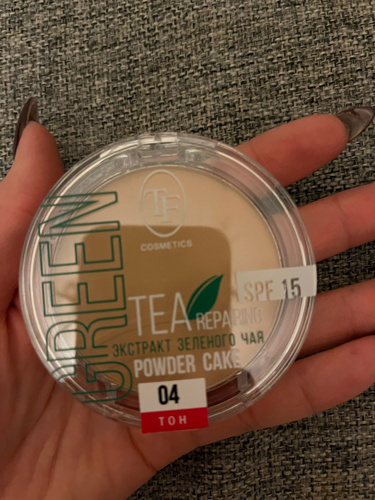 TF
COSMETICS
GREEN
TEA
REPAIRING
SPF 15
ЭКСТРАКТ ЗЕЛЕНОГО ЧАЯ
POWDER CAKE
04
ТОН